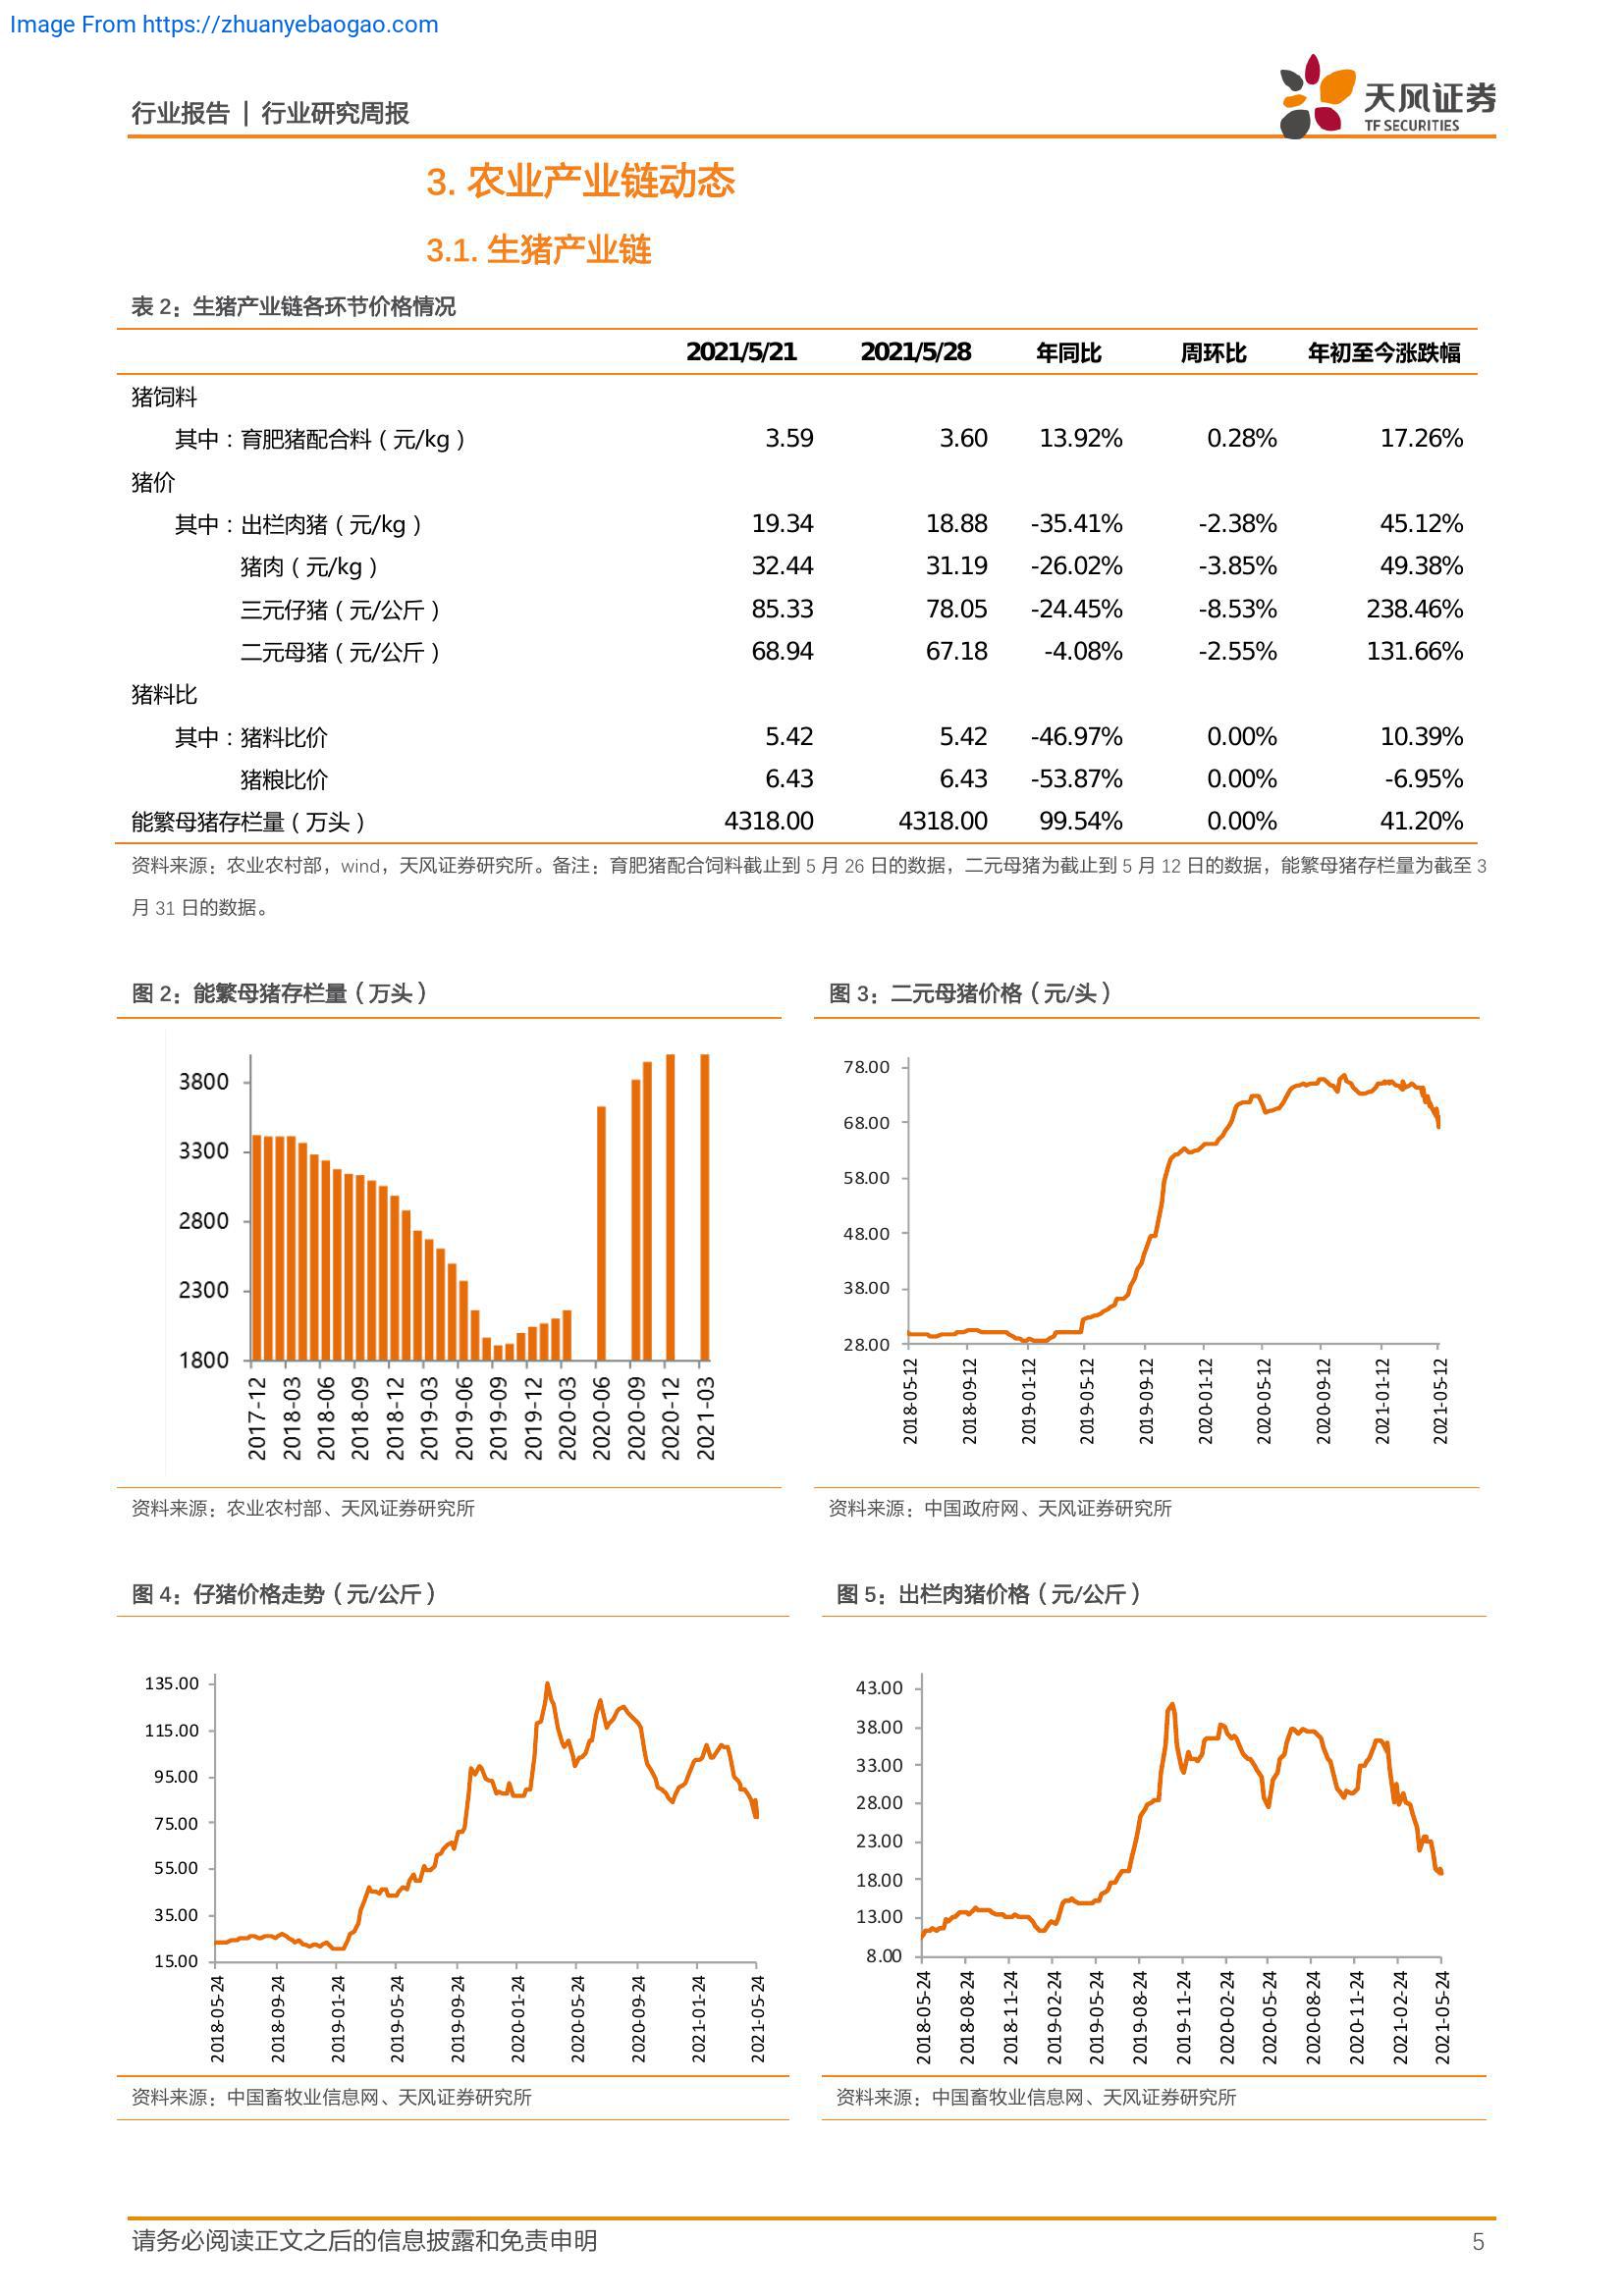 Image From https://zhuanyebaogao.com
行业报告 | 行业研究周报
天风证券
TF SECURITIES
3. 农业产业链动态
3.1. 生猪产业链
表 2：生猪产业链各环节价格情况
2021/5/21 2021/5/28 年同比 周环比 年初至今涨跌幅
猪饲料
其中：育肥猪配合料（元/kg） 3.59 3.60 13.92% 0.28% 17.26%
猪价
其中：出栏肉猪（元/kg） 19.34 18.88 -35.41% -2.38% 45.12%
猪肉（元/kg） 32.44 31.19 -26.02% -3.85% 49.38%
三元仔猪（元/公斤） 85.33 78.05 -24.45% -8.53% 238.46%
二元母猪（元/公斤） 68.94 67.18 -4.08% -2.55% 131.66%
猪料比
其中：猪料比价 5.42 5.42 -46.97% 0.00% 10.39%
猪粮比价 6.43 6.43 -53.87% 0.00% -6.95%
能繁母猪存栏量（万头） 4318.00 4318.00 99.54% 0.00% 41.20%
资料来源：农业农村部，wind，天风证券研究所。备注：育肥猪配合饲料截止到 5 月 26 日的数据，二元母猪为截止到 5 月 12 日的数据，能繁母猪存栏量为截至 3
月 31 日的数据。
图 2：能繁母猪存栏量（万头）
3800
3300
2800
2300
1800
2017-12 2018-03 2018-06 2018-09 2018-12 2019-03 2019-06 2019-09 2019-12 2020-03 2020-06 2020-09 2020-12 2021-03
资料来源：农业农村部、天风证券研究所
图 3：二元母猪价格（元/头）
78.00
68.00
58.00
48.00
38.00
28.00
2018-05-12 2018-09-12 2019-01-12 2019-05-12 2019-09-12 2020-01-12 2020-05-12 2020-09-12 2021-01-12 2021-05-12
资料来源：中国政府网、天风证券研究所
图 4：仔猪价格走势（元/公斤）
135.00
115.00
95.00
75.00
55.00
35.00
15.00
2018-05-24 2018-09-24 2019-01-24 2019-05-24 2019-09-24 2020-01-24 2020-05-24 2020-09-24 2021-01-24 2021-05-24
资料来源：中国畜牧业信息网、天风证券研究所
图 5：出栏肉猪价格（元/公斤）
43.00
38.00
33.00
28.00
23.00
18.00
13.00
8.00
2018-05-24 2018-08-24 2018-11-24 2019-02-24 2019-05-24 2019-08-24 2019-11-24 2020-02-24 2020-05-24 2020-08-24 2020-11-24 2021-02-24 2021-05-24
资料来源：中国畜牧业信息网、天风证券研究所
请务必阅读正文之后的信息披露和免责申明 5